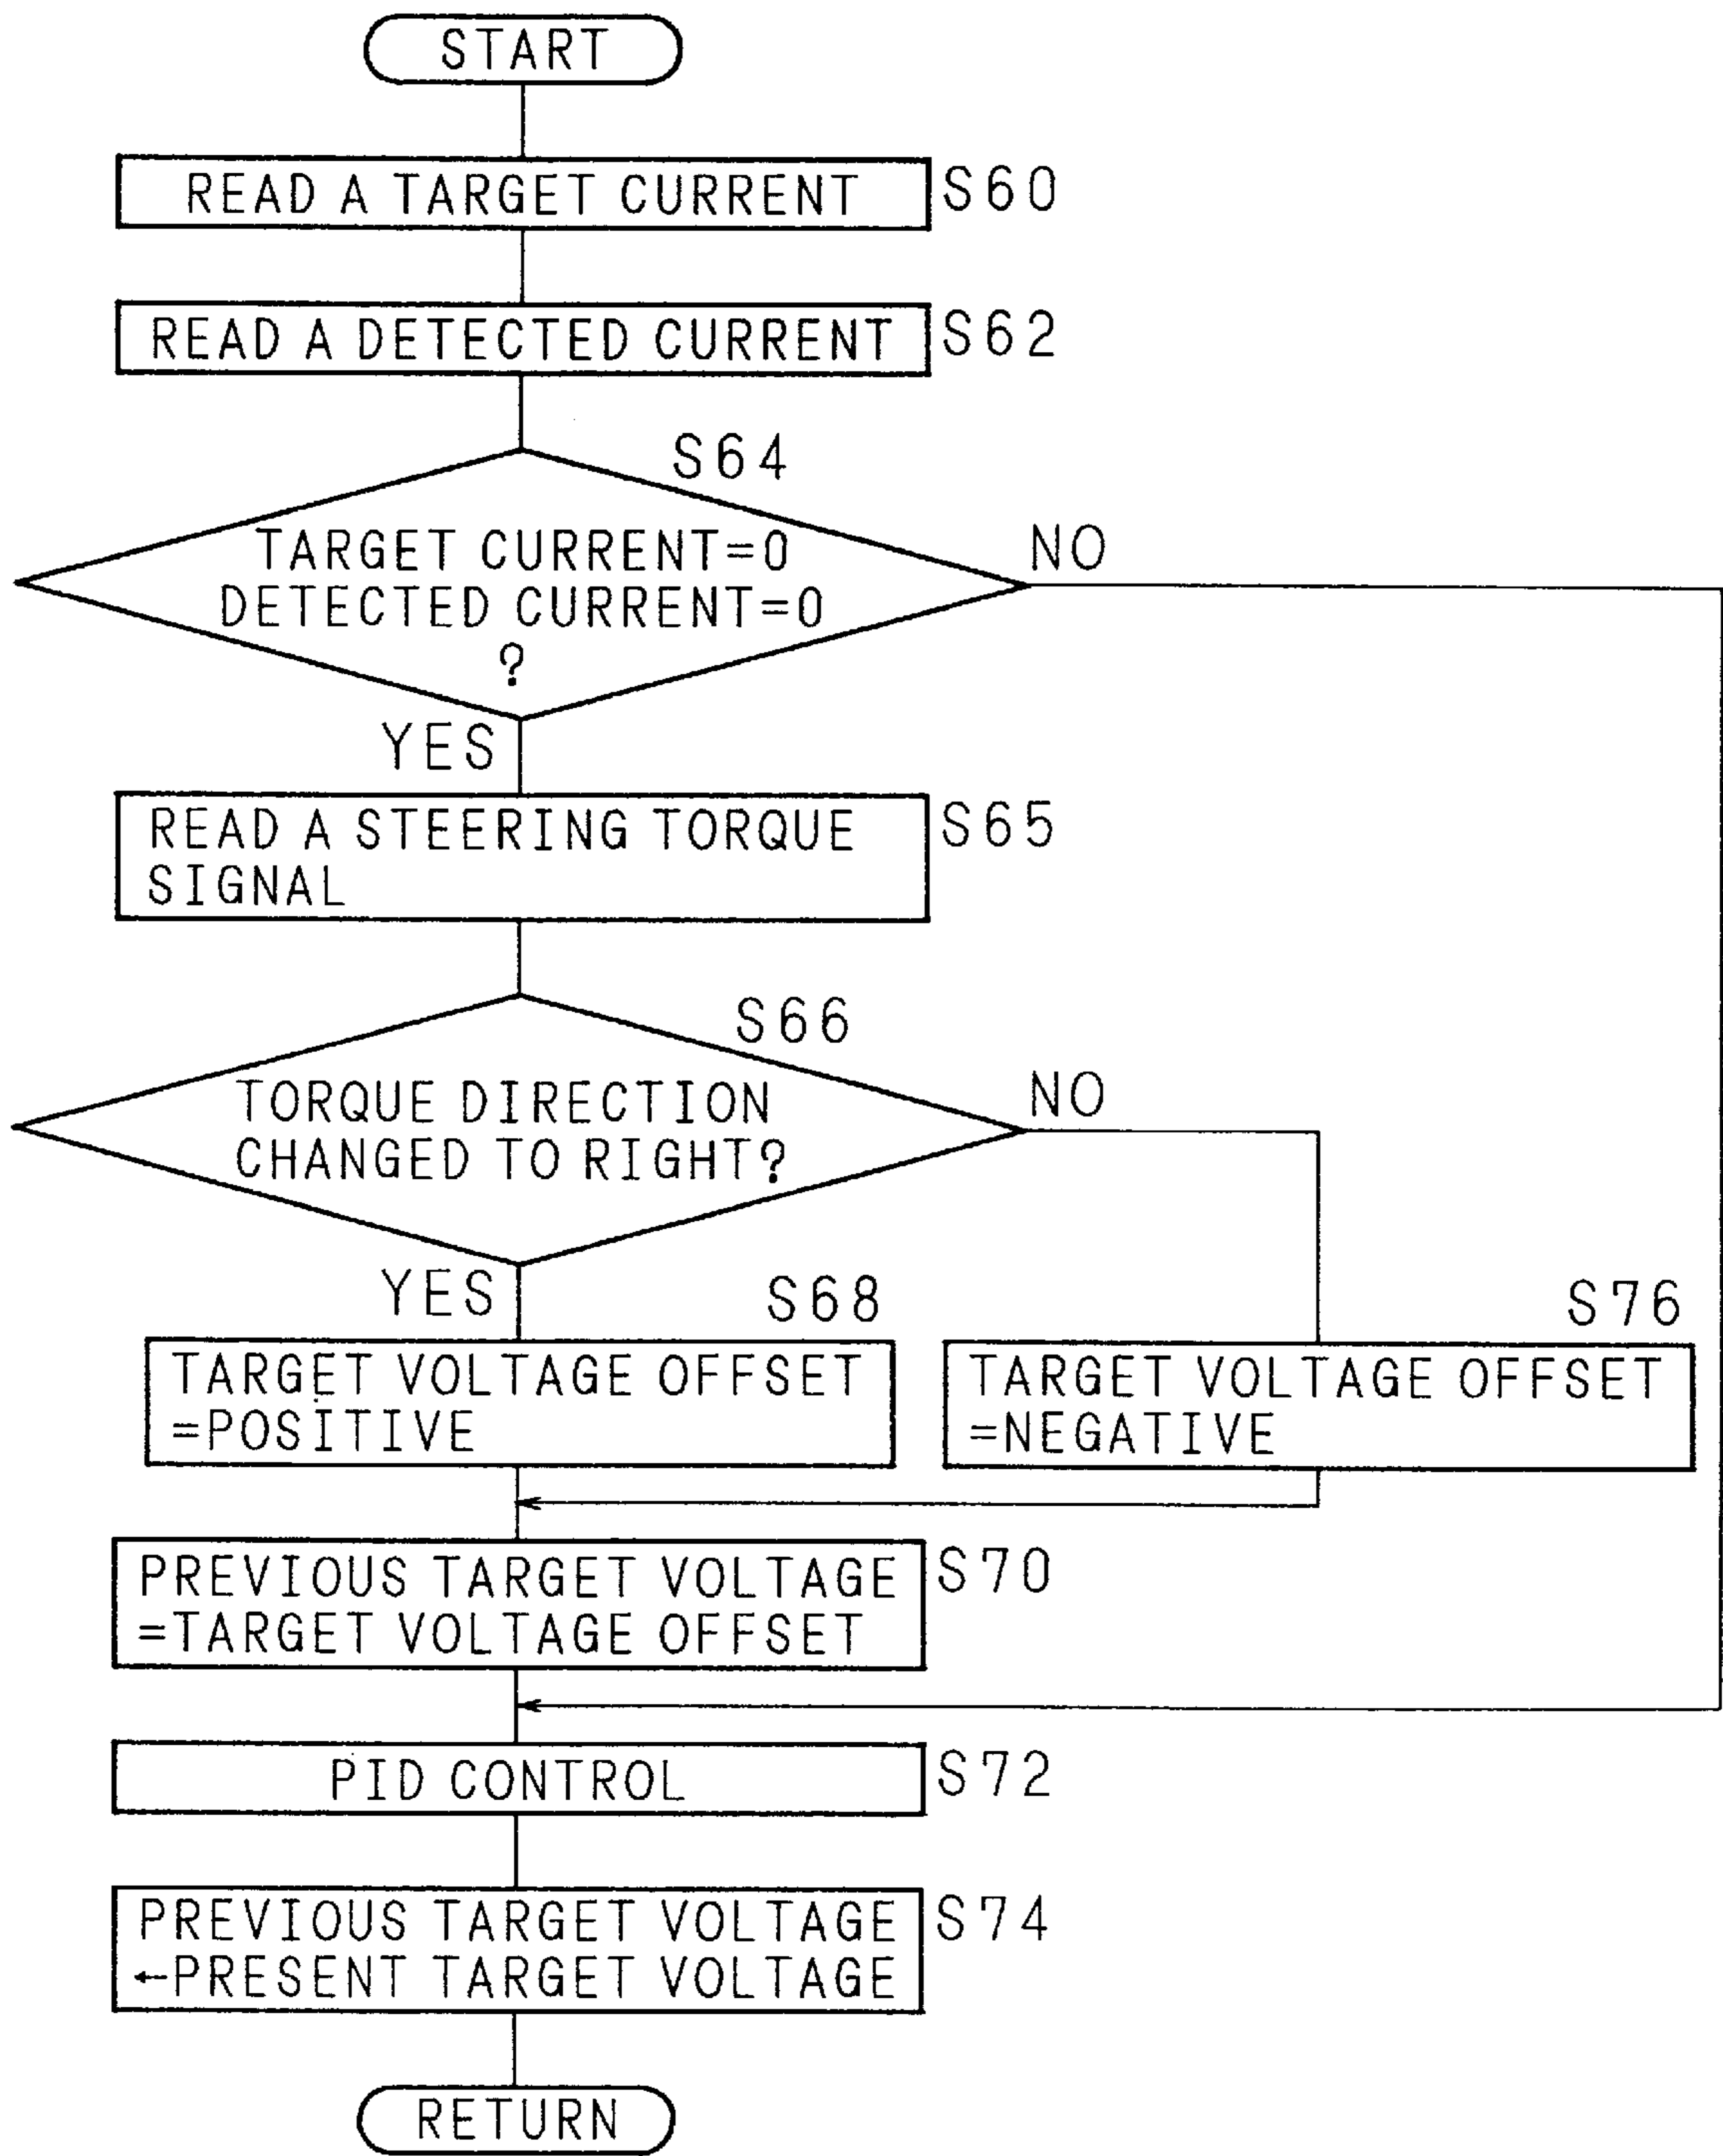 START
READ A TARGET CURRENT S60
READ A DETECTED CURRENT S62
S64
TARGET CURRENT=0
DETECTED CURRENT=0
?
NO
YES
READ A STEERING TORQUE
SIGNAL
S65
S66
TORQUE DIRECTION
CHANGED TO RIGHT?
NO
YES
S68
TARGET VOLTAGE OFFSET
=POSITIVE
S76
TARGET VOLTAGE OFFSET
=NEGATIVE
PREVIOUS TARGET VOLTAGE
=TARGET VOLTAGE OFFSET
S70
PID CONTROL S72
PREVIOUS TARGET VOLTAGE
←PRESENT TARGET VOLTAGE
S74
RETURN